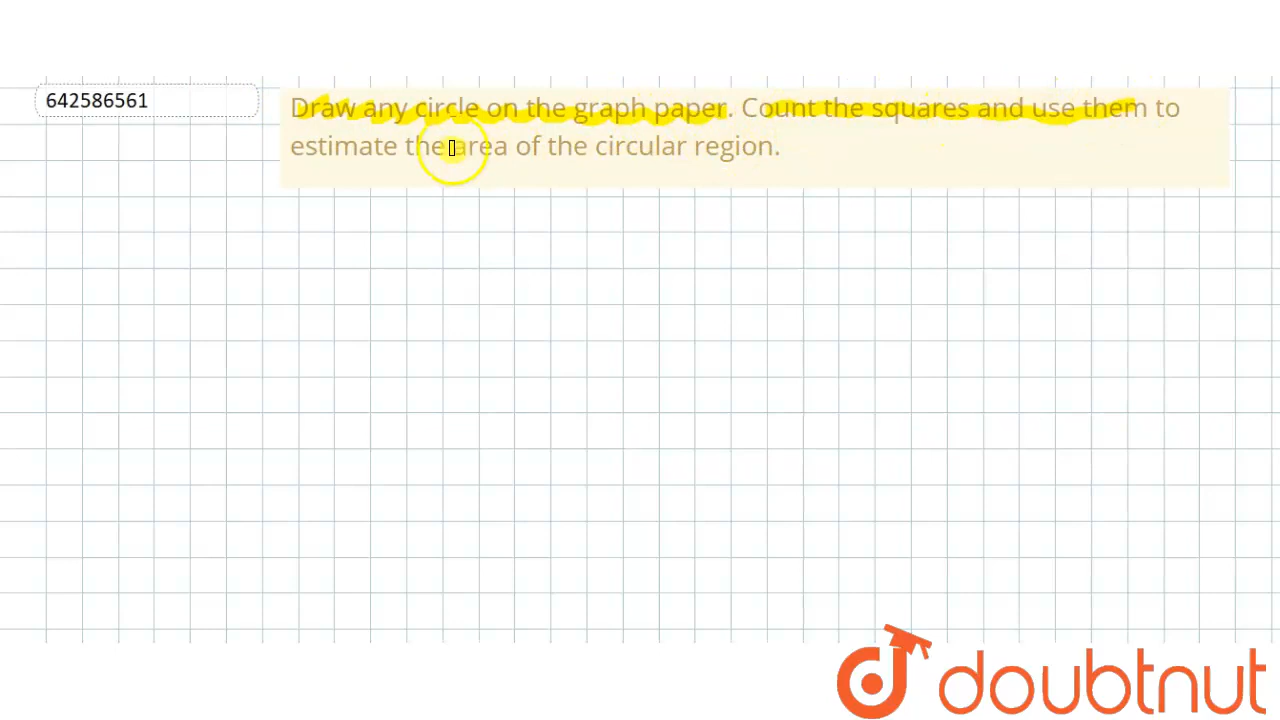 642586561
Draw any circle on the graph paper. Count the squares and use them to
estimate the area of the circular region.
doubtnut